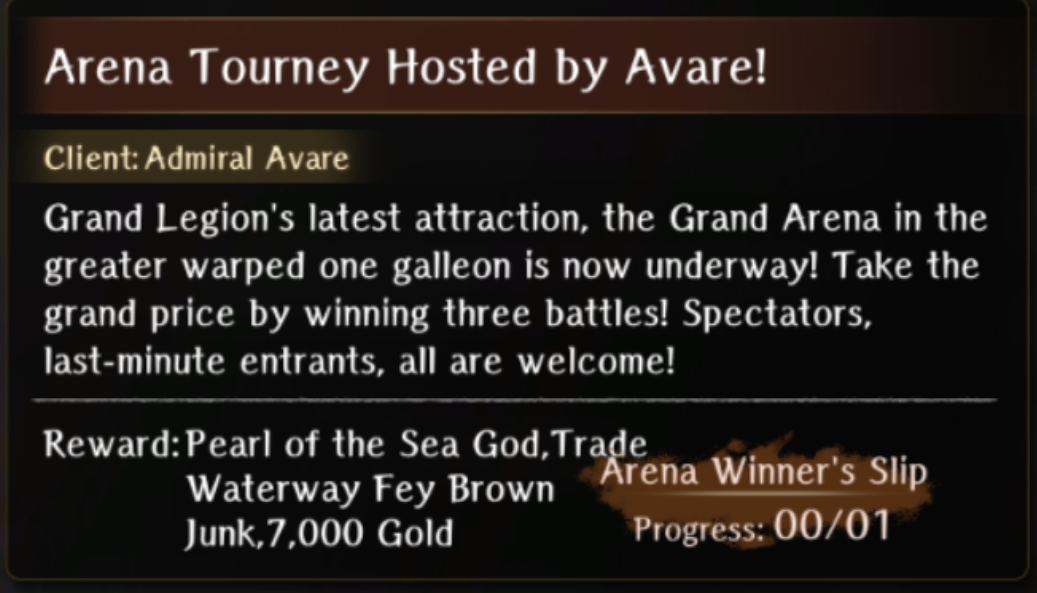 Arena Tourney Hosted by Avare!
Client: Admiral Avare
Grand Legion's latest attraction, the Grand Arena in the
greater warped one galleon is now underway! Take the
grand price by winning three battles! Spectators,
last-minute entrants, all are welcome!
Reward: Pearl of the Sea God,Trade
Waterway Fey Brown
Junk,7,000 Gold
Arena Winner's Slip
Progress: 00/01